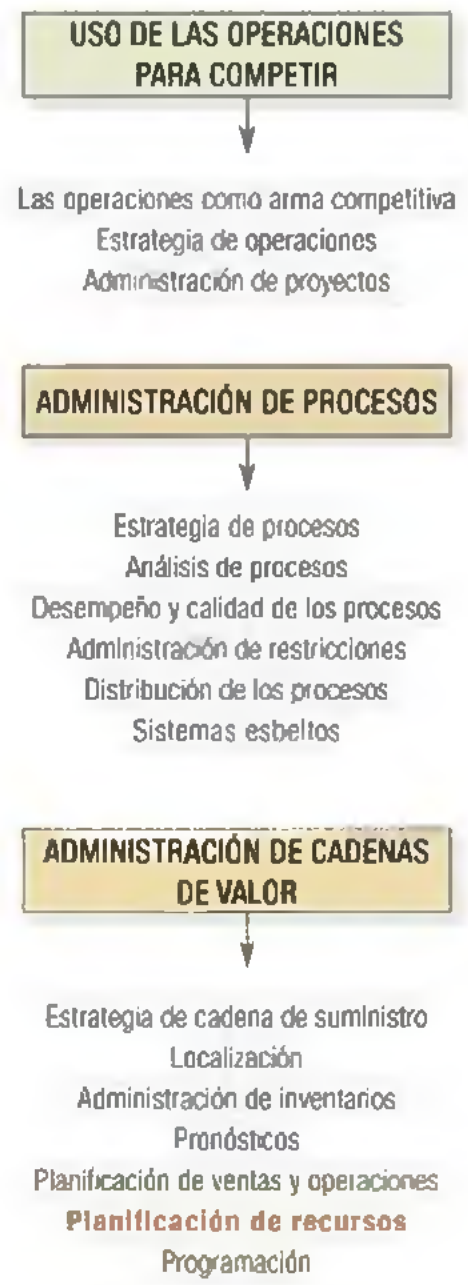 USO DE LAS OPERACIONES
PARA COMPETIR
Las operaciones como arma competitiva
Estrategia de operaciones
Administración de proyectos
ADMINISTRACIÓN DE PROCESOS
Estrategia de procesos
Análisis de procesos
Desempeño y calidad de los procesos
Administración de restricciones
Distribución de los procesos
Sistemas esbeltos
ADMINISTRACIÓN DE CADENAS
DE VALOR
Estrategia de cadena de suministro
Localización
Administración de inventarios
Pronósticos
Planificación de ventas y operaciones
Planificación de recursos
Programación